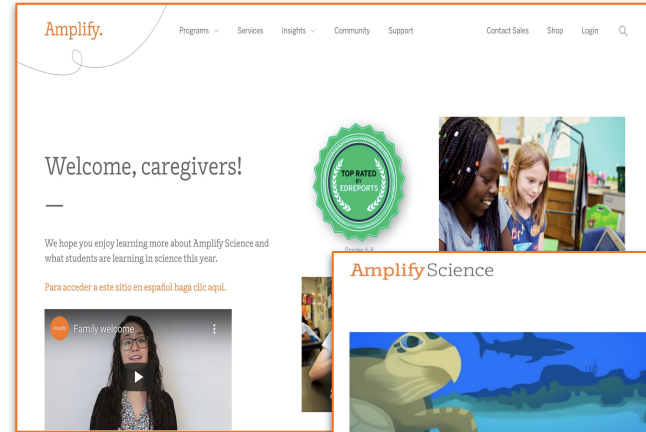 Amplify.
Programs Services Insights Community Support Contact Sales Shop Login
Welcome, caregivers!
TOP RATED
BY
EDREPORTS
Grades 6-8
We hope you enjoy learning more about Amplify Science and
what students are learning in science this year.
Para acceder a este sitio en español haga clic aquí.
Amplify Family welcome
AmplifyScience